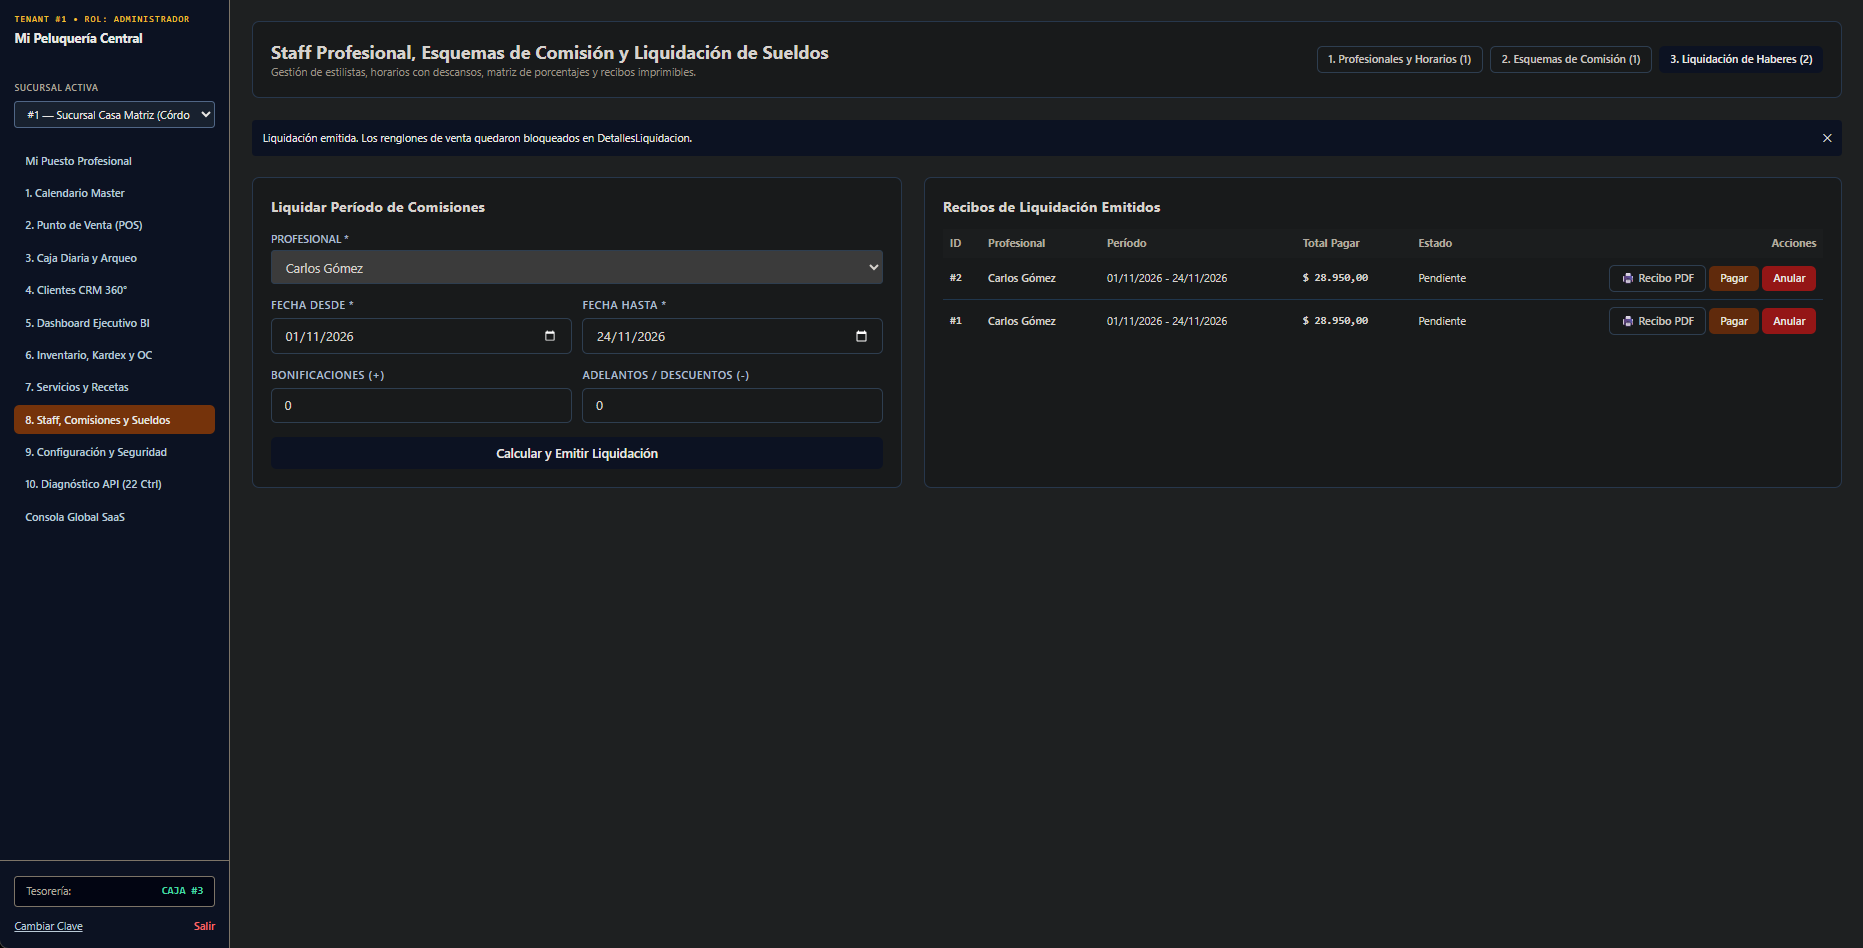 TENANT #1 • ROL: ADMINISTRADOR
Mi Peluquería Central
SUCURSAL ACTIVA
#1 — Sucursal Casa Matriz (Córdo
Mi Puesto Profesional
1. Calendario Master
2. Punto de Venta (POS)
3. Caja Diaria y Arqueo
4. Clientes CRM 360°
5. Dashboard Ejecutivo BI
6. Inventario, Kardex y OC
7. Servicios y Recetas
8. Staff, Comisiones y Sueldos
9. Configuración y Seguridad
10. Diagnóstico API (22 Ctrl)
Consola Global SaaS
Tesorería: CAJA #3
Cambiar Clave Salir
Staff Profesional, Esquemas de Comisión y Liquidación de Sueldos
Gestión de estilistas, horarios con descansos, matriz de porcentajes y recibos imprimibles.
1. Profesionales y Horarios (1) 2. Esquemas de Comisión (1) 3. Liquidación de Haberes (2)
Liquidación emitida. Los renglones de venta quedaron bloqueados en DetallesLiquidacion. ×
Liquidar Período de Comisiones
PROFESIONAL *
Carlos Gómez
FECHA DESDE * FECHA HASTA *
01/11/2026 24/11/2026
BONIFICACIONES (+) ADELANTOS / DESCUENTOS (-)
0 0
Calcular y Emitir Liquidación
Recibos de Liquidación Emitidos
ID Profesional Período Total Pagar Estado Acciones
#2 Carlos Gómez 01/11/2026 - 24/11/2026 $ 28.950,00 Pendiente Recibo PDF Pagar Anular
#1 Carlos Gómez 01/11/2026 - 24/11/2026 $ 28.950,00 Pendiente Recibo PDF Pagar Anular